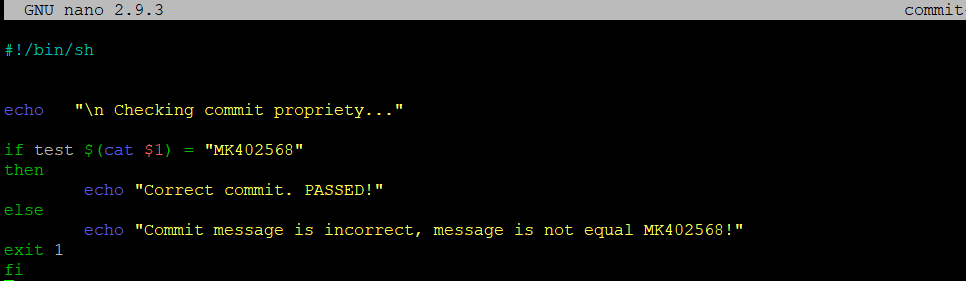 GNU nano 2.9.3 commit
#!/bin/sh
echo "\n Checking commit propriety..."
if test $(cat $1) = "MK402568"
then
echo "Correct commit. PASSED!"
else
echo "Commit message is incorrect, message is not equal MK402568!"
exit 1
fi